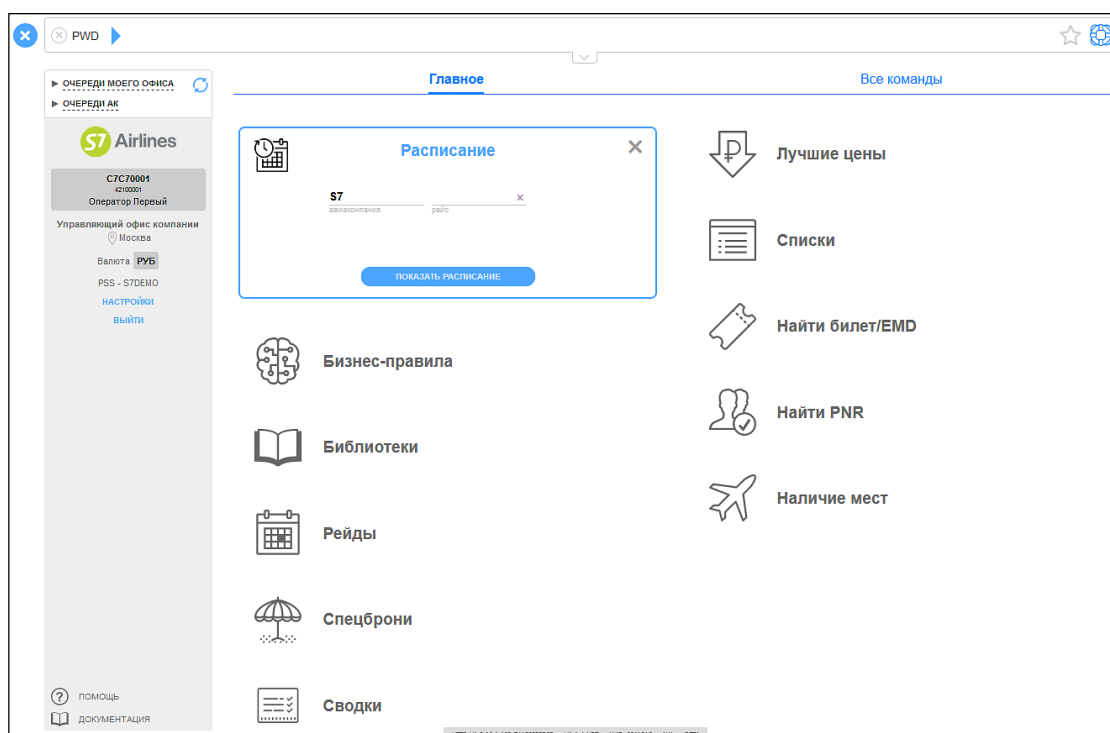 PWD
ОЧЕРЕДИ МОЕГО ОФИСА
ОЧЕРЕДИ АК
S7 Airlines
С7С70001
42100001
Оператор Первый
Управляющий офис компании
Москва
Валюта РУБ
PSS - S7DEMO
НАСТРОЙКИ
ВЫЙТИ
ПОМОЩЬ
ДОКУМЕНТАЦИЯ
Главное
Все команды
Расписание
S7
авиакомпания
рейс
ПОКАЗАТЬ РАСПИСАНИЕ
Бизнес-правила
Библиотеки
Рейды
Спецброни
Сводки
Лучшие цены
Списки
Найти билет/EMD
Найти PNR
Наличие мест